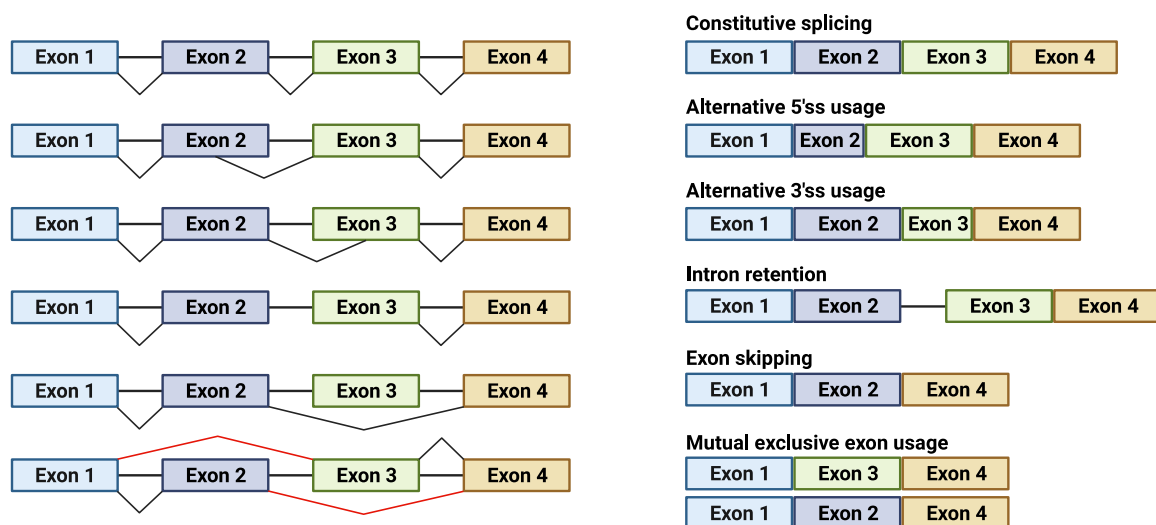 Constitutive splicing
Exon 1 Exon 2 Exon 3 Exon 4 Exon 1 Exon 2 Exon 3 Exon 4
Alternative 5'ss usage
Exon 1 Exon 2 Exon 3 Exon 4 Exon 1 Exon 2 Exon 3 Exon 4
Alternative 3'ss usage
Exon 1 Exon 2 Exon 3 Exon 4 Exon 1 Exon 2 Exon 3 Exon 4
Intron retention
Exon 1 Exon 2 Exon 3 Exon 4 Exon 1 Exon 2 Exon 3 Exon 4
Exon skipping
Exon 1 Exon 2 Exon 3 Exon 4 Exon 1 Exon 2 Exon 4
Mutual exclusive exon usage
Exon 1 Exon 2 Exon 3 Exon 4 Exon 1 Exon 3 Exon 4
Exon 1 Exon 2 Exon 4